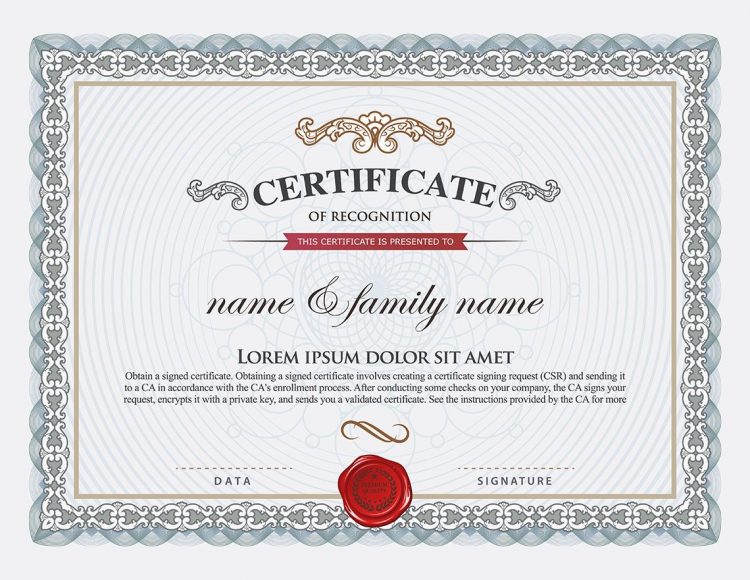 CERTIFICATE
OF RECOGNITION
THIS CERTIFICATE IS PRESENTED TO
name & family name
LOREM IPSUM DOLOR SIT AMET
Obtain a signed certificate. Obtaining a signed certificate involves creating a certificate signing request (CSR) and sending it
to a CA in accordance with the CA's enrollment process. After conducting some checks on your company, the CA signs your
request, encrypts it with a private key, and sends you a validated certificate. See the instructions provided by the CA for more
DATA
SIGNATURE
PREMIUM
QUALITY